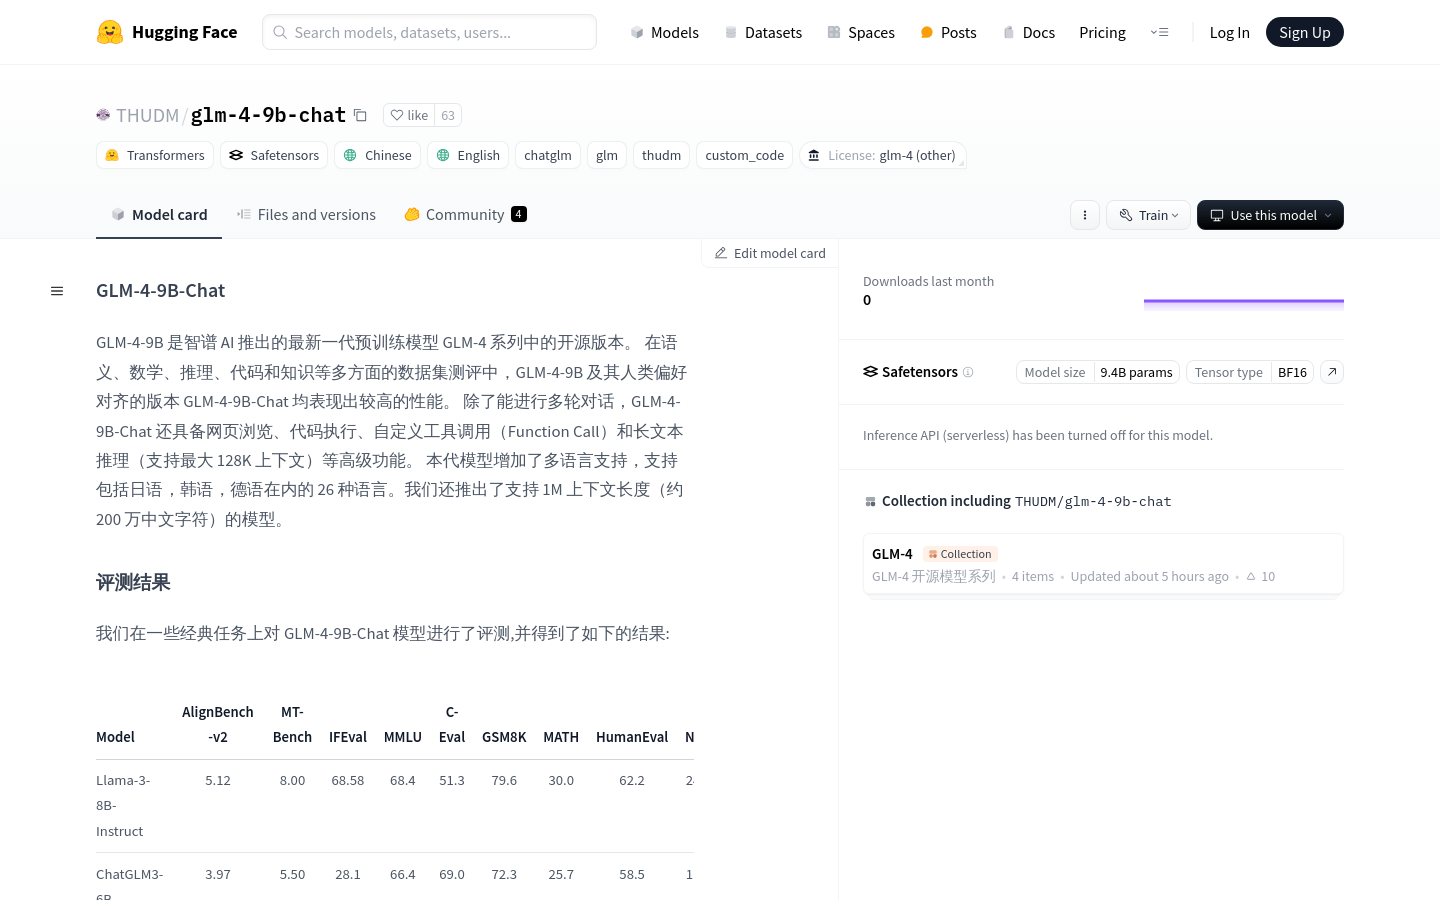 Hugging Face
Search models, datasets, users...
Models
Datasets
Spaces
Posts
Docs
Pricing
Log In
Sign Up
THUDM/glm-4-9b-chat
like 63
Transformers
Safetensors
Chinese
English
chatglm
glm
thudm
custom_code
License: glm-4 (other)
Model card
Files and versions
Community 4
Train
Use this model
Edit model card
GLM-4-9B-Chat
GLM-4-9B 是智谱 AI 推出的最新一代预训练模型 GLM-4 系列中的开源版本。 在语
义、数学、推理、代码和知识等多方面的数据集测评中，GLM-4-9B 及其人类偏好
对齐的版本 GLM-4-9B-Chat 均表现出较高的性能。 除了能进行多轮对话，GLM-4-
9B-Chat 还具备网页浏览、代码执行、自定义工具调用（Function Call）和长文本
推理（支持最大 128K 上下文）等高级功能。 本代模型增加了多语言支持，支持
包括日语，韩语，德语在内的 26 种语言。我们还推出了支持 1M 上下文长度（约
200 万中文字符）的模型。
评测结果
我们在一些经典任务上对 GLM-4-9B-Chat 模型进行了评测,并得到了如下的结果:
AlignBench MT- C-
Model -v2 Bench IFEval MMLU Eval GSM8K MATH HumanEval
Llama-3- 5.12 8.00 68.58 68.4 51.3 79.6 30.0 62.2
8B-
Instruct
ChatGLM3- 3.97 5.50 28.1 66.4 69.0 72.3 25.7 58.5
Downloads last month
0
Safetensors
Model size 9.4B params
Tensor type BF16
Inference API (serverless) has been turned off for this model.
Collection including THUDM/glm-4-9b-chat
GLM-4 Collection
GLM-4 开源模型系列 • 4 items • Updated about 5 hours ago • 10